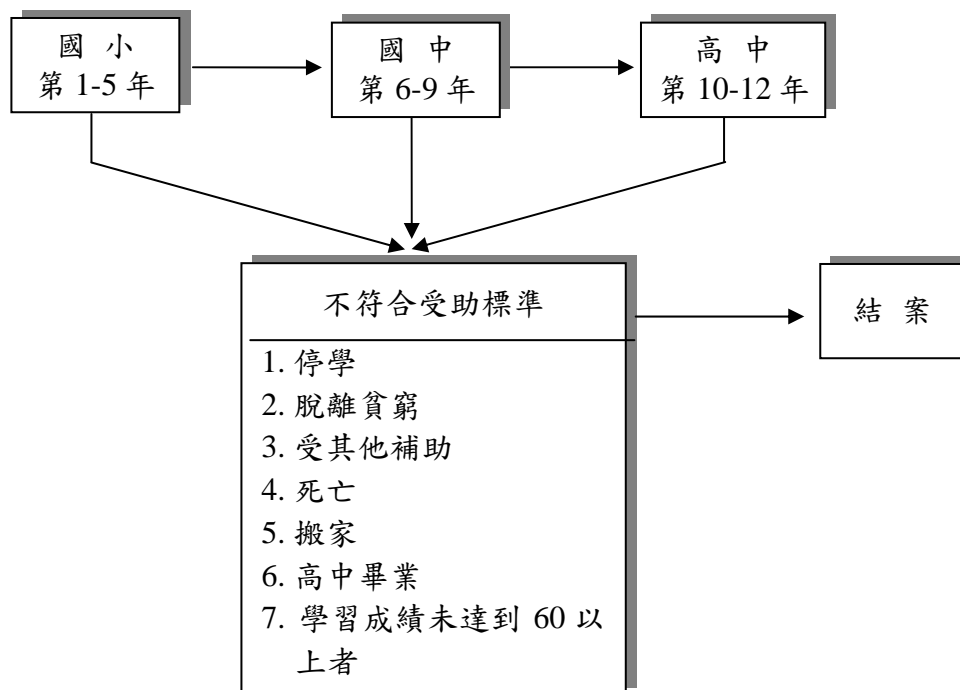 國 小
第 1-5 年
國 中
第 6-9 年
高 中
第 10-12 年
不符合受助標準
1. 停學
2. 脫離貧窮
3. 受其他補助
4. 死亡
5. 搬家
6. 高中畢業
7. 學習成績未達到 60 以
上者
結 案